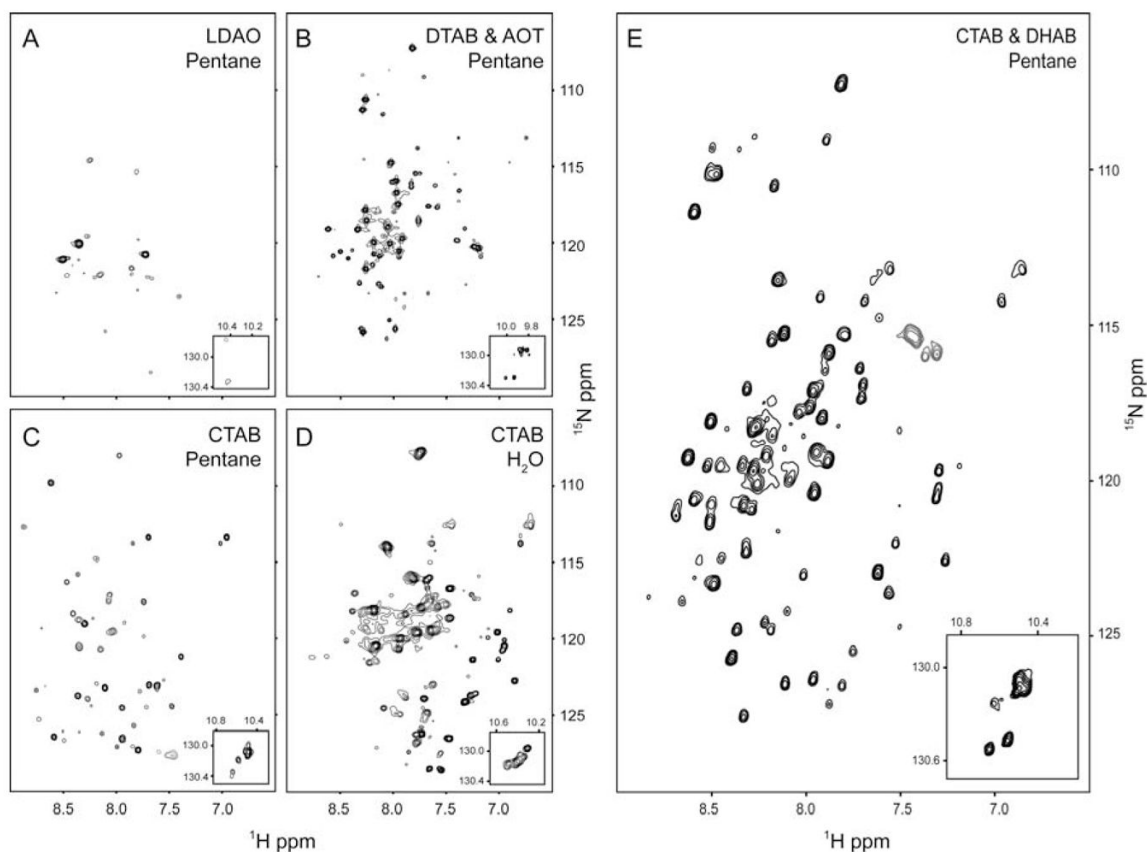 A
LDAO
Pentane
10.4 10.2
130.0
130.4
B
DTAB & AOT
Pentane
110
115
120
125
10.0 9.8
130.0
130.4
¹⁵N ppm
C
CTAB
Pentane
10.8 10.4
130.0
130.4
8.5 8.0 7.5 7.0
D
CTAB
H₂O
110
115
120
125
10.6 10.2
130.0
130.4
8.5 8.0 7.5 7.0
¹H ppm
E
CTAB & DHAB
Pentane
110
115
120
125
¹⁵N ppm
10.8 10.4
130.0
130.6
8.5 8.0 7.5 7.0
¹H ppm